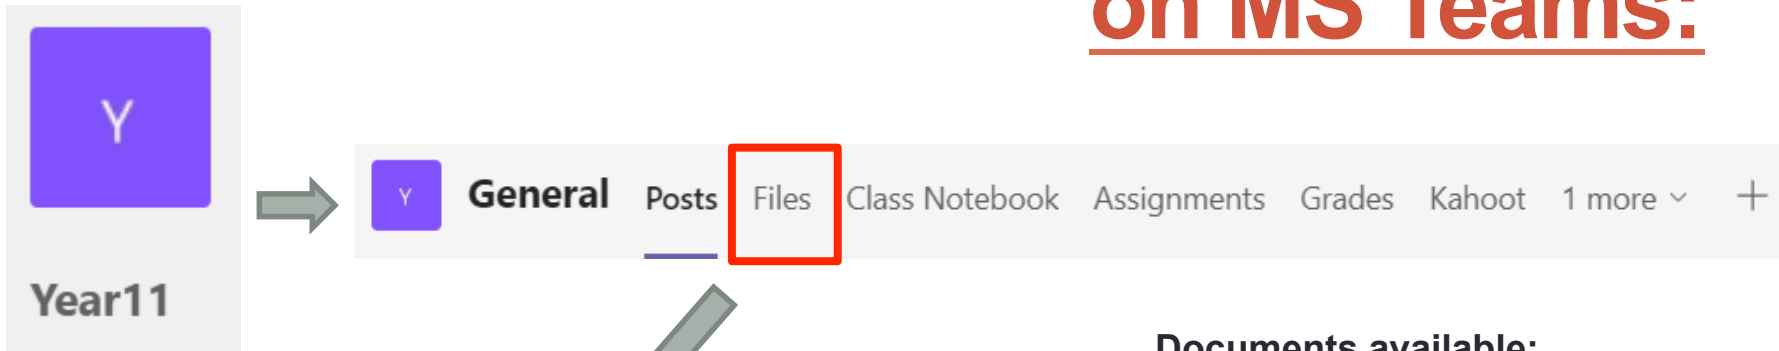 on MS Teams:
Y
Y General Posts Files Class Notebook Assignments Grades Kahoot 1 more
Year11
Documents available: